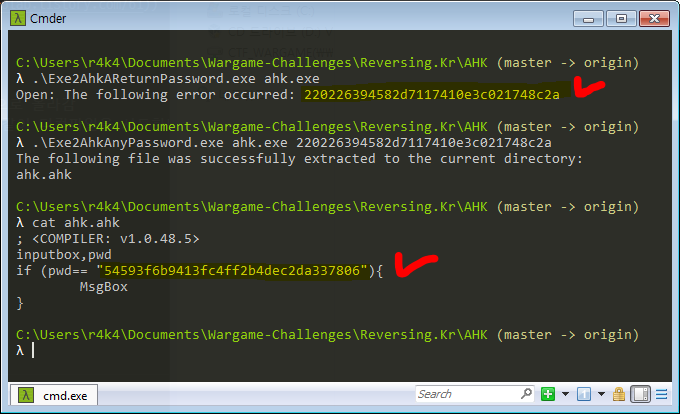 Cmder
C:\Users\r4k4\Documents\Wargame-Challenges\Reversing.Kr\AHK (master -> origin)
λ .\Exe2AhkAReturnPassword.exe ahk.exe
Open: The following error occurred: 220226394582d7117410e3c021748c2a
C:\Users\r4k4\Documents\Wargame-Challenges\Reversing.Kr\AHK (master -> origin)
λ .\Exe2AhkAnyPassword.exe ahk.exe 220226394582d7117410e3c021748c2a
The following file was successfully extracted to the current directory:
ahk.ahk
C:\Users\r4k4\Documents\Wargame-Challenges\Reversing.Kr\AHK (master -> origin)
λ cat ahk.ahk
; <COMPILER: v1.0.48.5>
inputbox,pwd
if (pwd== "54593f6b9413fc4ff2b4dec2da337806"){
MsgBox
}
C:\Users\r4k4\Documents\Wargame-Challenges\Reversing.Kr\AHK (master -> origin)
λ
λ cmd.exe Search